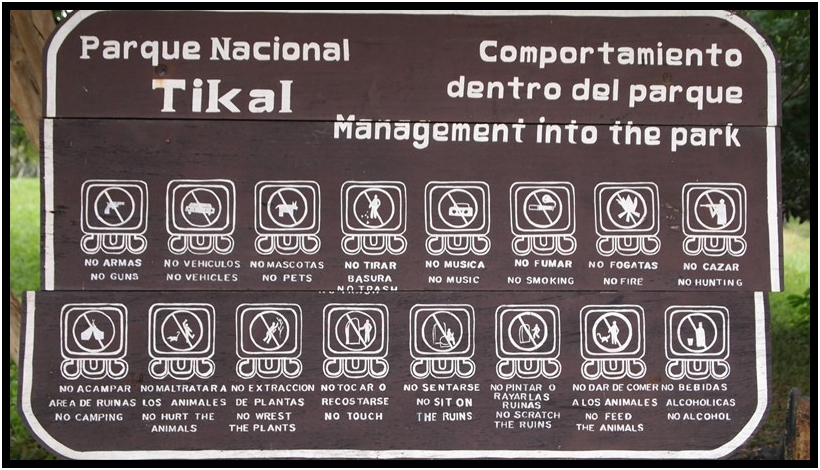 Parque Nacional
Tikal
Comportamiento
dentro del parque
Management into the park
NO ARMAS
NO GUNS
NO VEHICULOS
NO VEHICLES
NO MASCOTAS
NO PETS
NO TIRAR
BASURA
NO TRASH
NO MUSICA
NO MUSIC
NO FUMAR
NO SMOKING
NO FOGATAS
NO FIRE
NO CAZAR
NO HUNTING
NO ACAMPAR
AREA DE RUINAS
NO CAMPING
NO MALTRATAR A
LOS ANIMALES
NO HURT THE
ANIMALS
NO EXTRACCION
DE PLANTAS
NO WREST
THE PLANTS
NO TOCAR O
RECOSTARSE
NO TOUCH
NO SENTARSE
NO SIT ON
THE RUINS
NO PINTAR O
RAYAR LAS
RUINAS
NO SCRATCH
THE RUINS
NO DAR DE COMER
A LOS ANIMALES
NO FEED
THE ANIMALS
NO BEBIDAS
ALCOHOLICAS
NO ALCOHOL